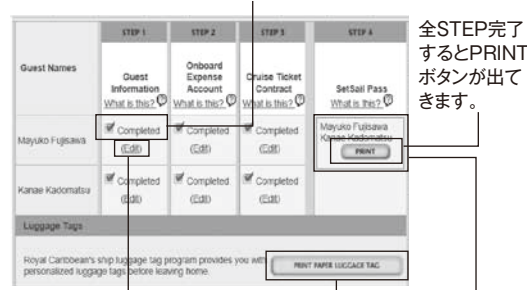 STEP 1 STEP 2 STEP 3 STEP 4
Guest Names
Guest
Information
What is this?
Onboard
Expense
Account
What is this?
Cruise Ticket
Contract
What is this?
SetSail Pass
What is this?
Mayuko Fujisawa
Completed
(Edit)
Completed
(Edit)
Completed
(Edit)
Mayuko Fujisawa
Kanae Kadomatsu
PRINT
Kanae Kadomatsu
Completed
(Edit)
Completed
(Edit)
Completed
(Edit)
Luggage Tags
Royal Caribbean's ship luggage tag program provides you with
personalized luggage tags before leaving home.
PRINT PAPER LUGGAGE TAG
全STEP完了
するとPRINT
ボタンが出て
きます。